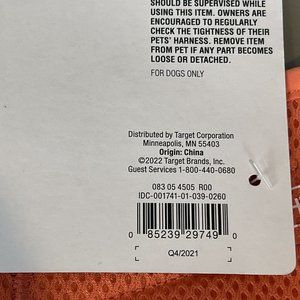 SHOULD BE SUPERVISED WHILE
USING THIS ITEM. OWNERS ARE
ENCOURAGED TO REGULARLY
CHECK THE TIGHTNESS OF THEIR
PETS' HARNESS. REMOVE ITEM
FROM PET IF ANY PART BECOMES
LOOSE OR DETACHED.
FOR DOGS ONLY
Distributed by Target Corporation
Minneapolis, MN 55403
Origin: China
©2022 Target Brands, Inc.
Guest Services 1-800-440-0680
083 05 4505 R00
IDC-001741-01-039-0260
0 85239 29749 0
Q4/2021